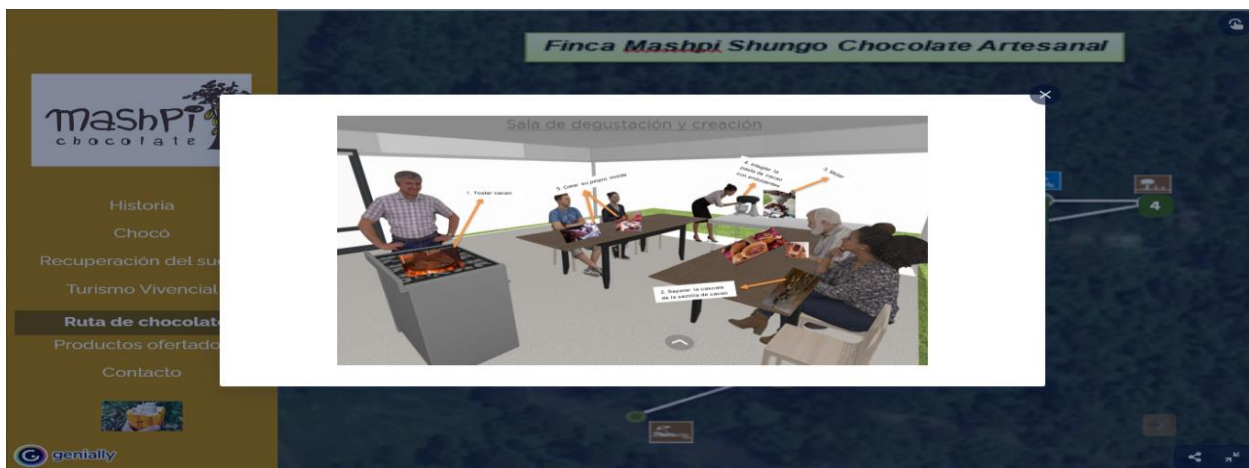 Finca Mashpi Shungo Chocolate Artesanal
mashpi
chocolate
Historia
Chocó
Recuperación del su
Turismo Vivencial
Ruta de chocolat
Productos ofertado
Contacto
genially
Sala de degustación y creación
1. Tostar cacao
5. Crear su propio molde
4. Integrar la
pasta de cacao
con endulzantes
3. Moler
2. Separar la cascara
de la semilla de cacao
4